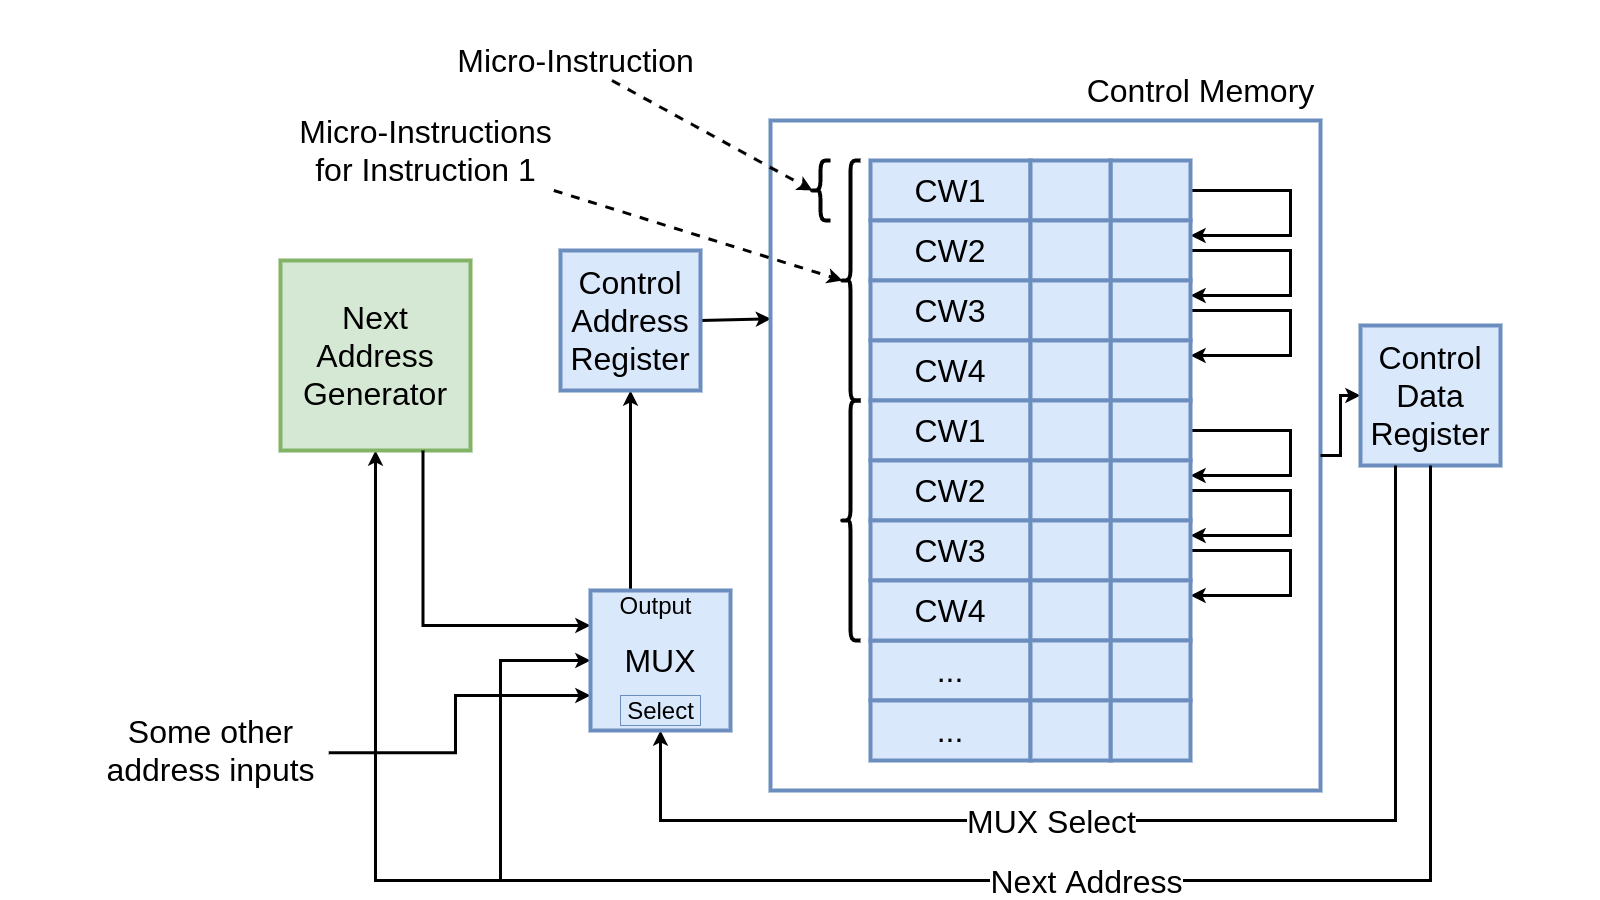 Micro-Instruction
Control Memory
Micro-Instructions
for Instruction 1
Next
Address
Generator
Control
Address
Register
CW1
CW2
CW3
CW4
CW1
CW2
CW3
CW4
...
...
Control
Data
Register
Output
MUX
Select
Some other
address inputs
MUX Select
Next Address